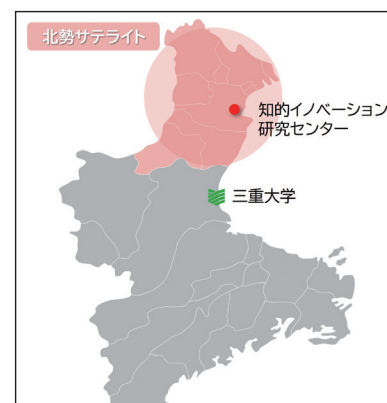 北勢サテライト
知的イノベーション
研究センター
三重大学